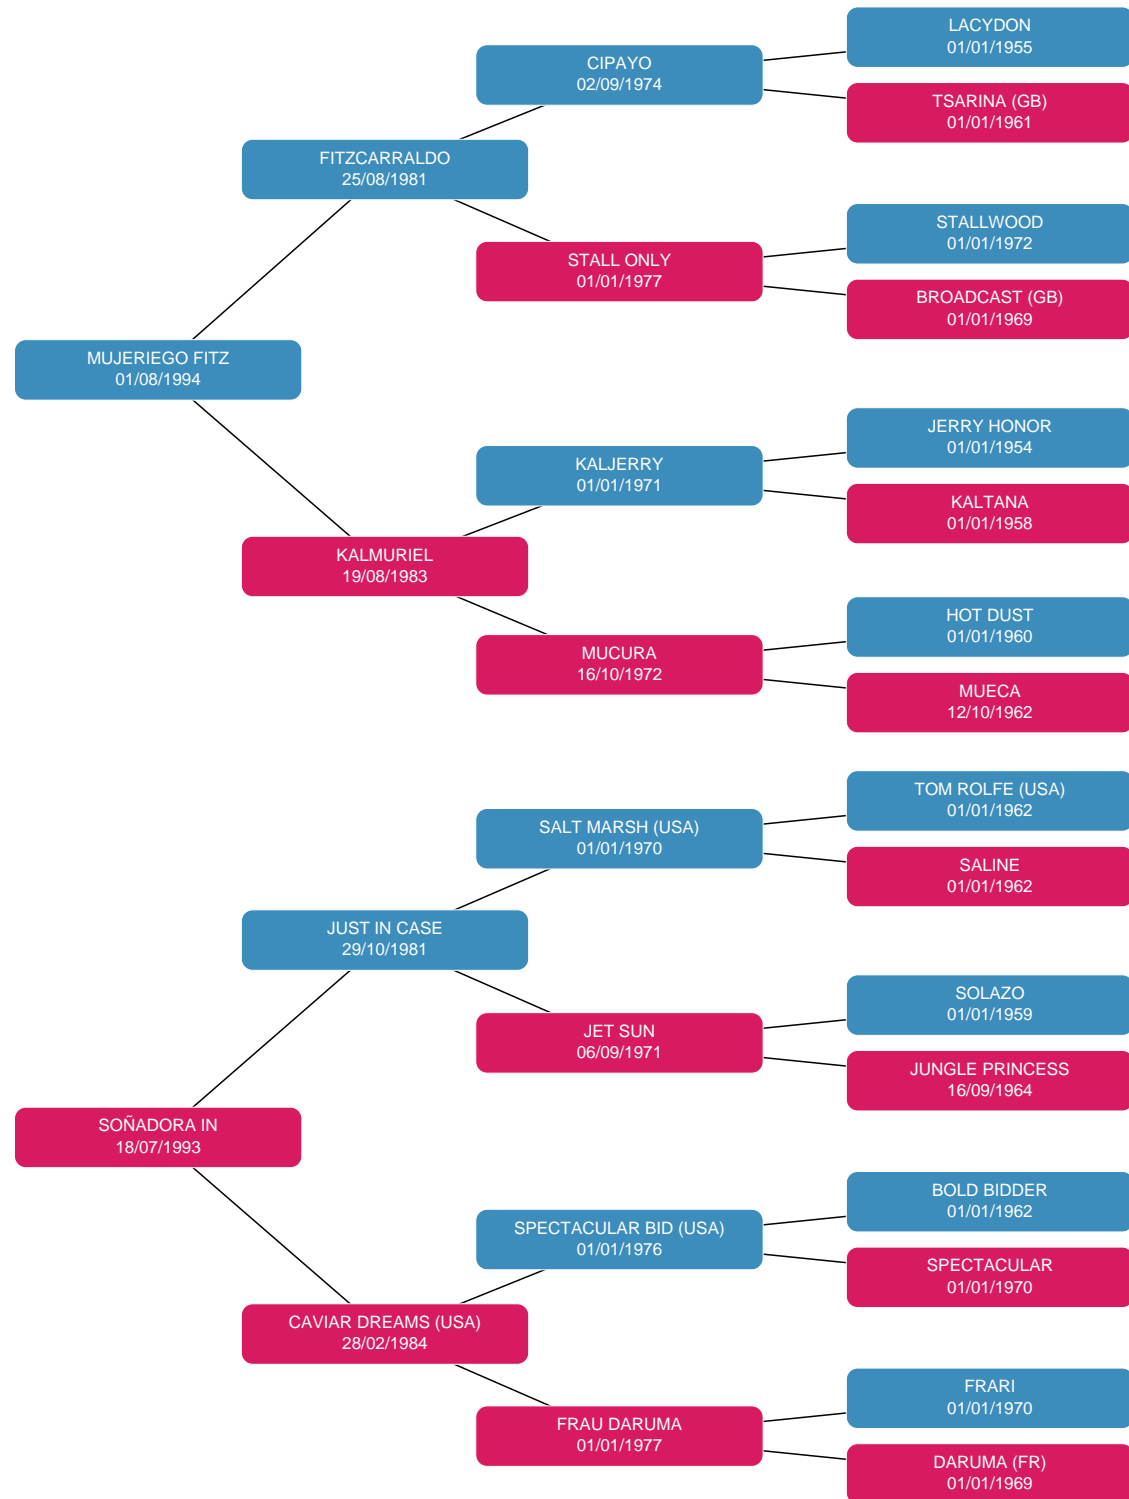 LACYDON
01/01/1955
CIPAYO
02/09/1974
TSARINA (GB)
01/01/1961
FITZCARRALDO
25/08/1981
STALLWOOD
01/01/1972
STALL ONLY
01/01/1977
BROADCAST (GB)
01/01/1969
MUJERIEGO FITZ
01/08/1994
JERRY HONOR
01/01/1954
KALJERRY
01/01/1971
KALTANA
01/01/1958
KALMURIEL
19/08/1983
HOT DUST
01/01/1960
MUCURA
16/10/1972
MUECA
12/10/1962
TOM ROLFE (USA)
01/01/1962
SALT MARSH (USA)
01/01/1970
SALINE
01/01/1962
JUST IN CASE
29/10/1981
SOLAZO
01/01/1959
JET SUN
06/09/1971
JUNGLE PRINCESS
16/09/1964
SOÑADORA IN
18/07/1993
BOLD BIDDER
01/01/1962
SPECTACULAR BID (USA)
01/01/1976
SPECTACULAR
01/01/1970
CAVIAR DREAMS (USA)
28/02/1984
FRARI
01/01/1970
FRAU DARUMA
01/01/1977
DARUMA (FR)
01/01/1969